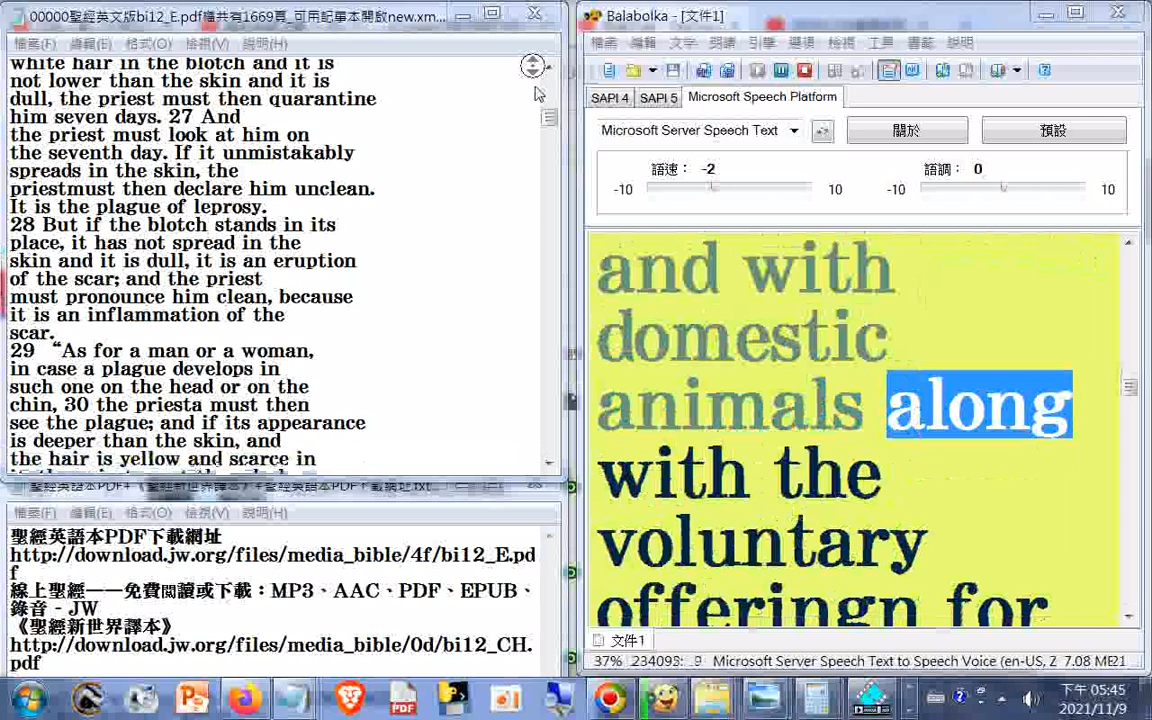 00000聖經英文版bi12_E.pdf檔共有1669頁_可用記事本開啟new.xm...
檔案(F) 編輯(E) 格式(O) 檢視(V) 說明(H)
white hair in the blotch and it is
not lower than the skin and it is
dull, the priest must then quarantine
him seven days. 27 And
the priest must look at him on
the seventh day. If it unmistakably
spreads in the skin, the
priestmust then declare him unclean.
It is the plague of leprosy.
28 But if the blotch stands in its
place, it has not spread in the
skin and it is dull, it is an eruption
of the scar; and the priest
must pronounce him clean, because
it is an inflammation of the
scar.
29 “As for a man or a woman,
in case a plague develops in
such one on the head or on the
chin, 30 the priesta must then
see the plague; and if its appearance
is deeper than the skin, and
the hair is yellow and scarce in
檔案(F) 編輯(E) 格式(O) 檢視(V) 說明(H)
聖經英語本PDF下載網址
http://download.jw.org/files/media_bible/4f/bi12_E.pd
f
線上聖經——免費閱讀或下載：MP3、AAC、PDF、EPUB、
錄音 - JW
《聖經新世界譯本》
http://download.jw.org/files/media_bible/0d/bi12_CH.
pdf
Balabolka - [文件1]
檔案 編輯 文字 朗讀 引擎 選項 檢視 工具 書籤 說明
SAPI 4 SAPI 5 Microsoft Speech Platform
Microsoft Server Speech Text 關於 預設
語速： -2 語調： 0
-10 10 -10 10
and with
domestic
animals along
with the
voluntary
offeringn for
文件1
37% Microsoft Server Speech Text to Speech Voice (en-US, Z 7.08 ME21
下午 05:45
2021/11/9